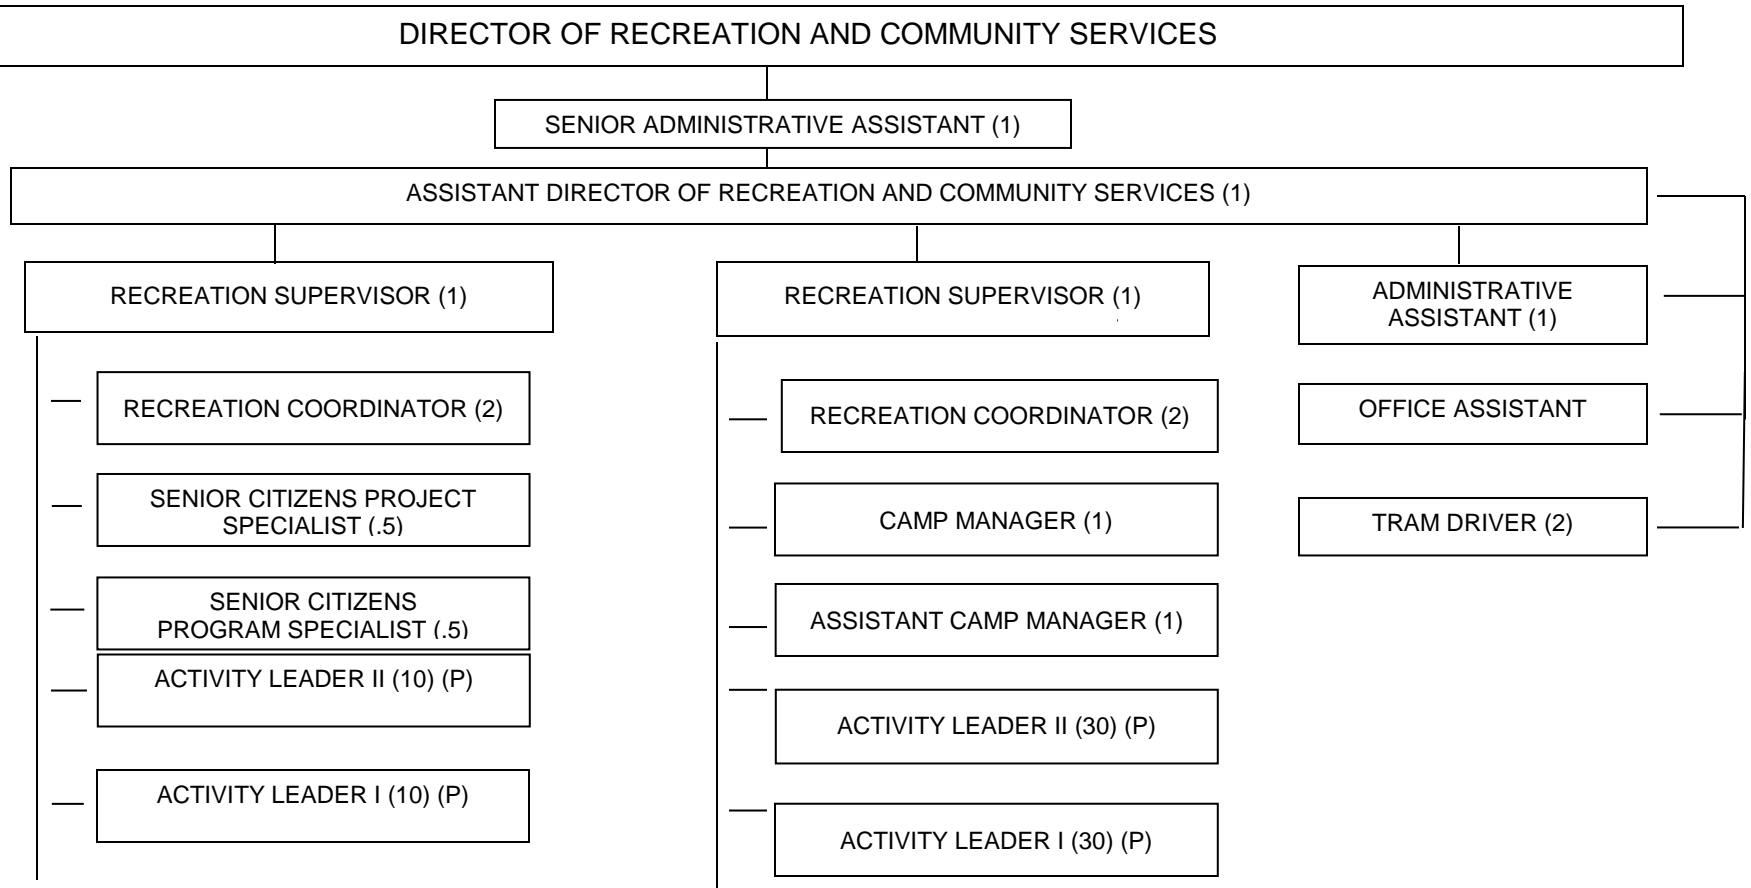 DIRECTOR OF RECREATION AND COMMUNITY SERVICES
SENIOR ADMINISTRATIVE ASSISTANT (1)
ASSISTANT DIRECTOR OF RECREATION AND COMMUNITY SERVICES (1)
RECREATION SUPERVISOR (1)
RECREATION COORDINATOR (2)
SENIOR CITIZENS PROJECT
SPECIALIST (.5)
SENIOR CITIZENS
PROGRAM SPECIALIST (.5)
ACTIVITY LEADER II (10) (P)
ACTIVITY LEADER I (10) (P)
RECREATION SUPERVISOR (1)
RECREATION COORDINATOR (2)
CAMP MANAGER (1)
ASSISTANT CAMP MANAGER (1)
ACTIVITY LEADER II (30) (P)
ACTIVITY LEADER I (30) (P)
ADMINISTRATIVE
ASSISTANT (1)
OFFICE ASSISTANT
TRAM DRIVER (2)